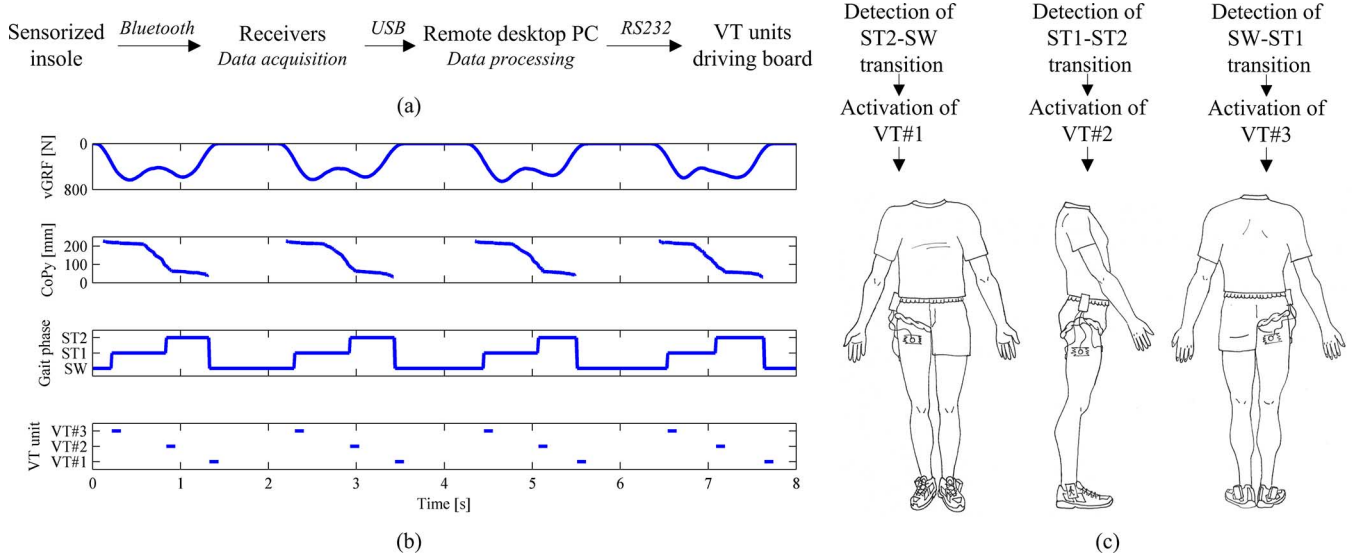 Sensorized
insole
Bluetooth
Receivers
Data acquisition
USB
Remote desktop PC
Data processing
RS232
VT units
driving board
(a)
vGRF [N]
0
800
CoPy [mm]
200
100
0
Gait phase
ST2
ST1
SW
VT unit
VT#3
VT#2
VT#1
0 1 2 3 4 5 6 7 8
Time [s]
(b)
Detection of
ST2-SW
transition
Activation of
VT#1
Detection of
ST1-ST2
transition
Activation of
VT#2
Detection of
SW-ST1
transition
Activation of
VT#3
(c)